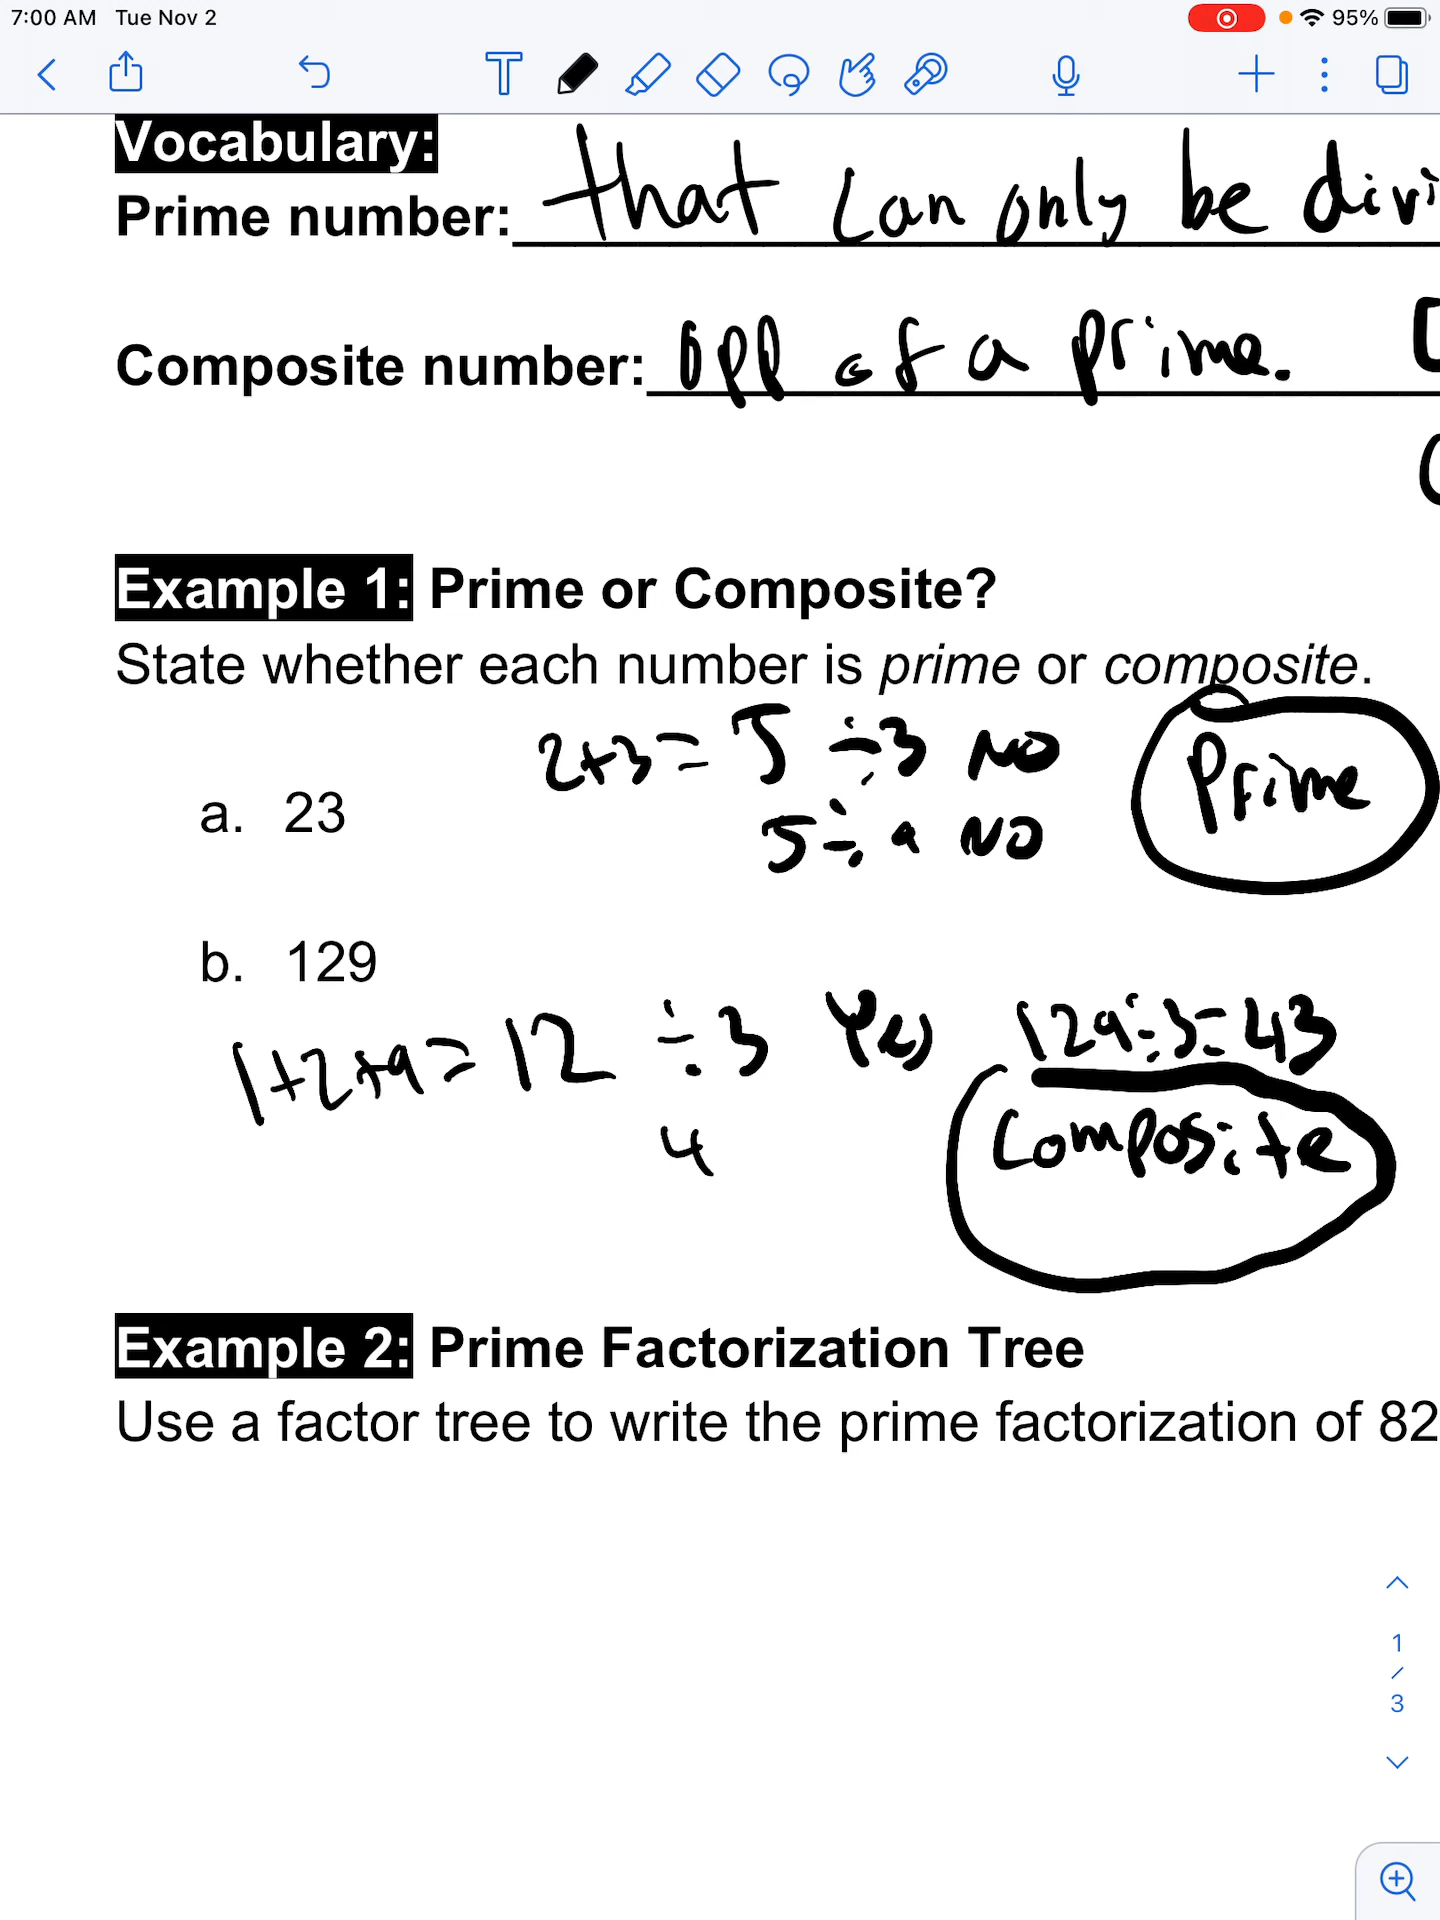 7:00 AM Tue Nov 2
95%
Vocabulary:
Prime number: that can only be divi
Composite number: opp of a prime.
Example 1: Prime or Composite?
State whether each number is prime or composite.
2+3= 5 ÷3 NO
Prime
a. 23
5÷9 NO
b. 129
1+2+9= 12 ÷3 Yes 129÷3=43
4
Composite
Example 2: Prime Factorization Tree
Use a factor tree to write the prime factorization of 82
1
/
3